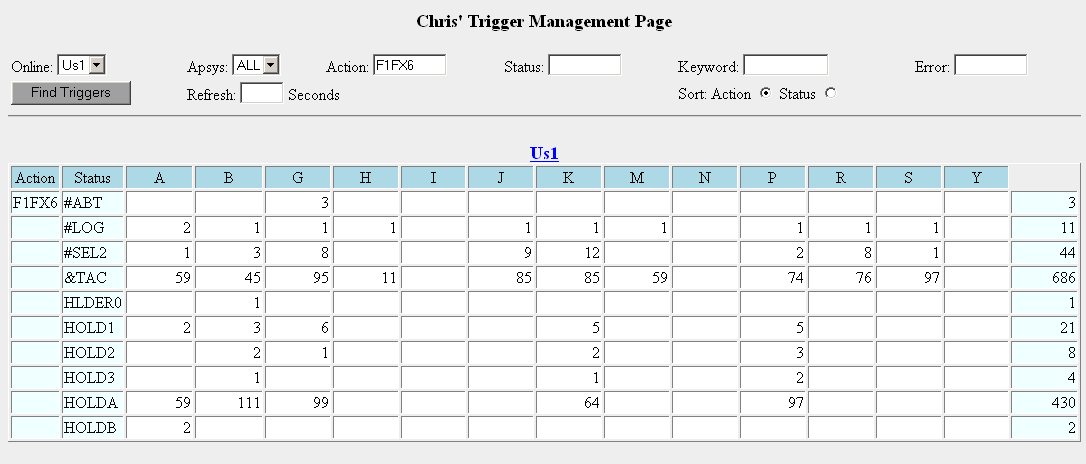 Chris' Trigger Management Page
Online: Us1 Apsys: ALL Action: F1FX6 Status: Keyword: Error:
Find Triggers Refresh: Seconds Sort: Action Status
Us1
Action Status A B G H I J K M N P R S Y
F1FX6 #ABT 3 3
#LOG 2 1 1 1 1 1 1 1 1 1 11
#SEL2 1 3 8 9 12 2 8 1 44
&TAC 59 45 95 11 85 85 59 74 76 97 686
HLDER0 1 1
HOLD1 2 3 6 5 5 21
HOLD2 2 1 2 3 8
HOLD3 1 1 2 4
HOLDA 59 111 99 64 97 430
HOLDB 2 2